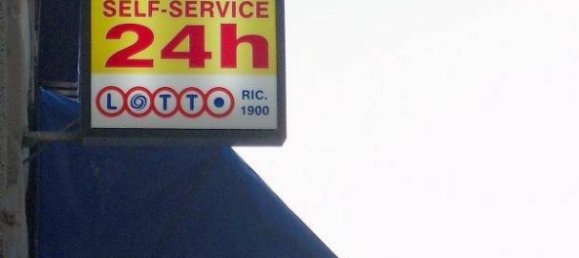 SELF-SERVICE
24h
LOTTO RIC.
1900